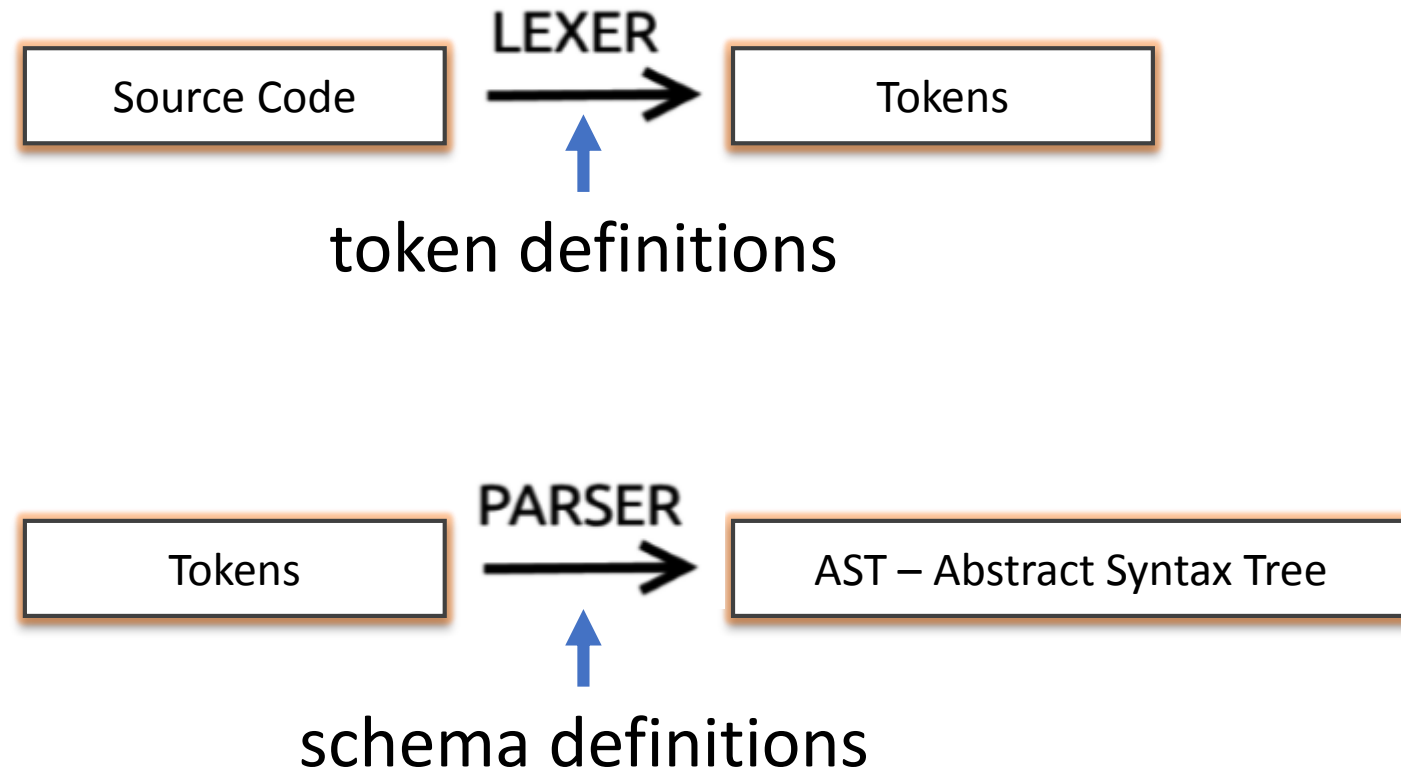 LEXER
Source Code
Tokens
token definitions
PARSER
Tokens
AST – Abstract Syntax Tree
schema definitions